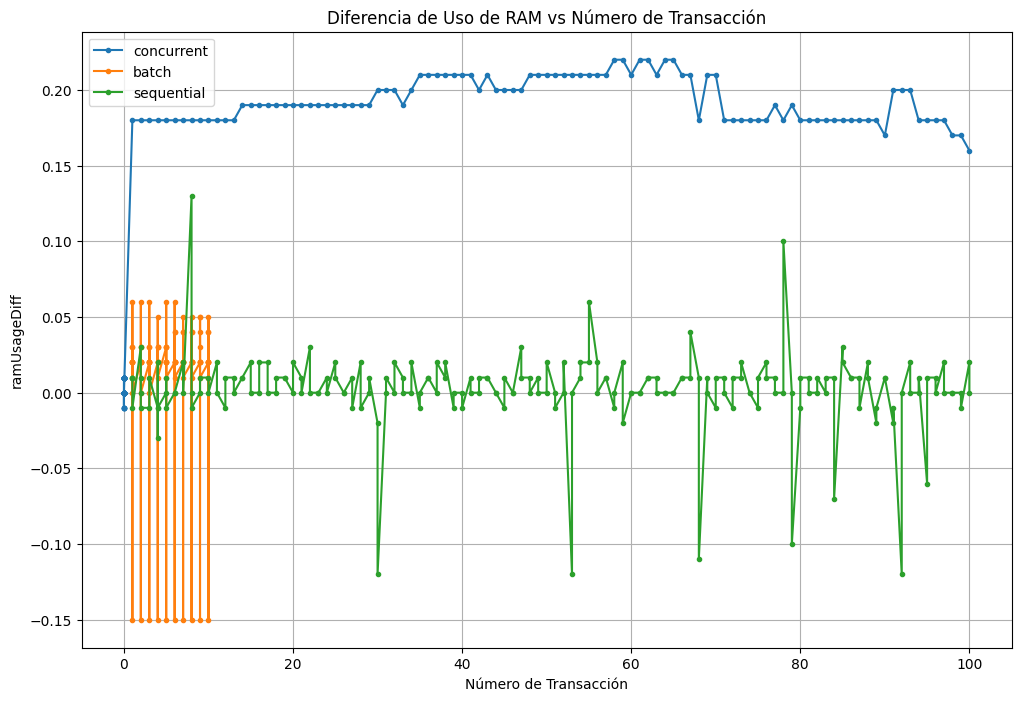 Diferencia de Uso de RAM vs Número de Transacción
concurrent
batch
sequential
ramUsageDiff
0.20
0.15
0.10
0.05
0.00
−0.05
−0.10
−0.15
0 20 40 60 80 100
Número de Transacción